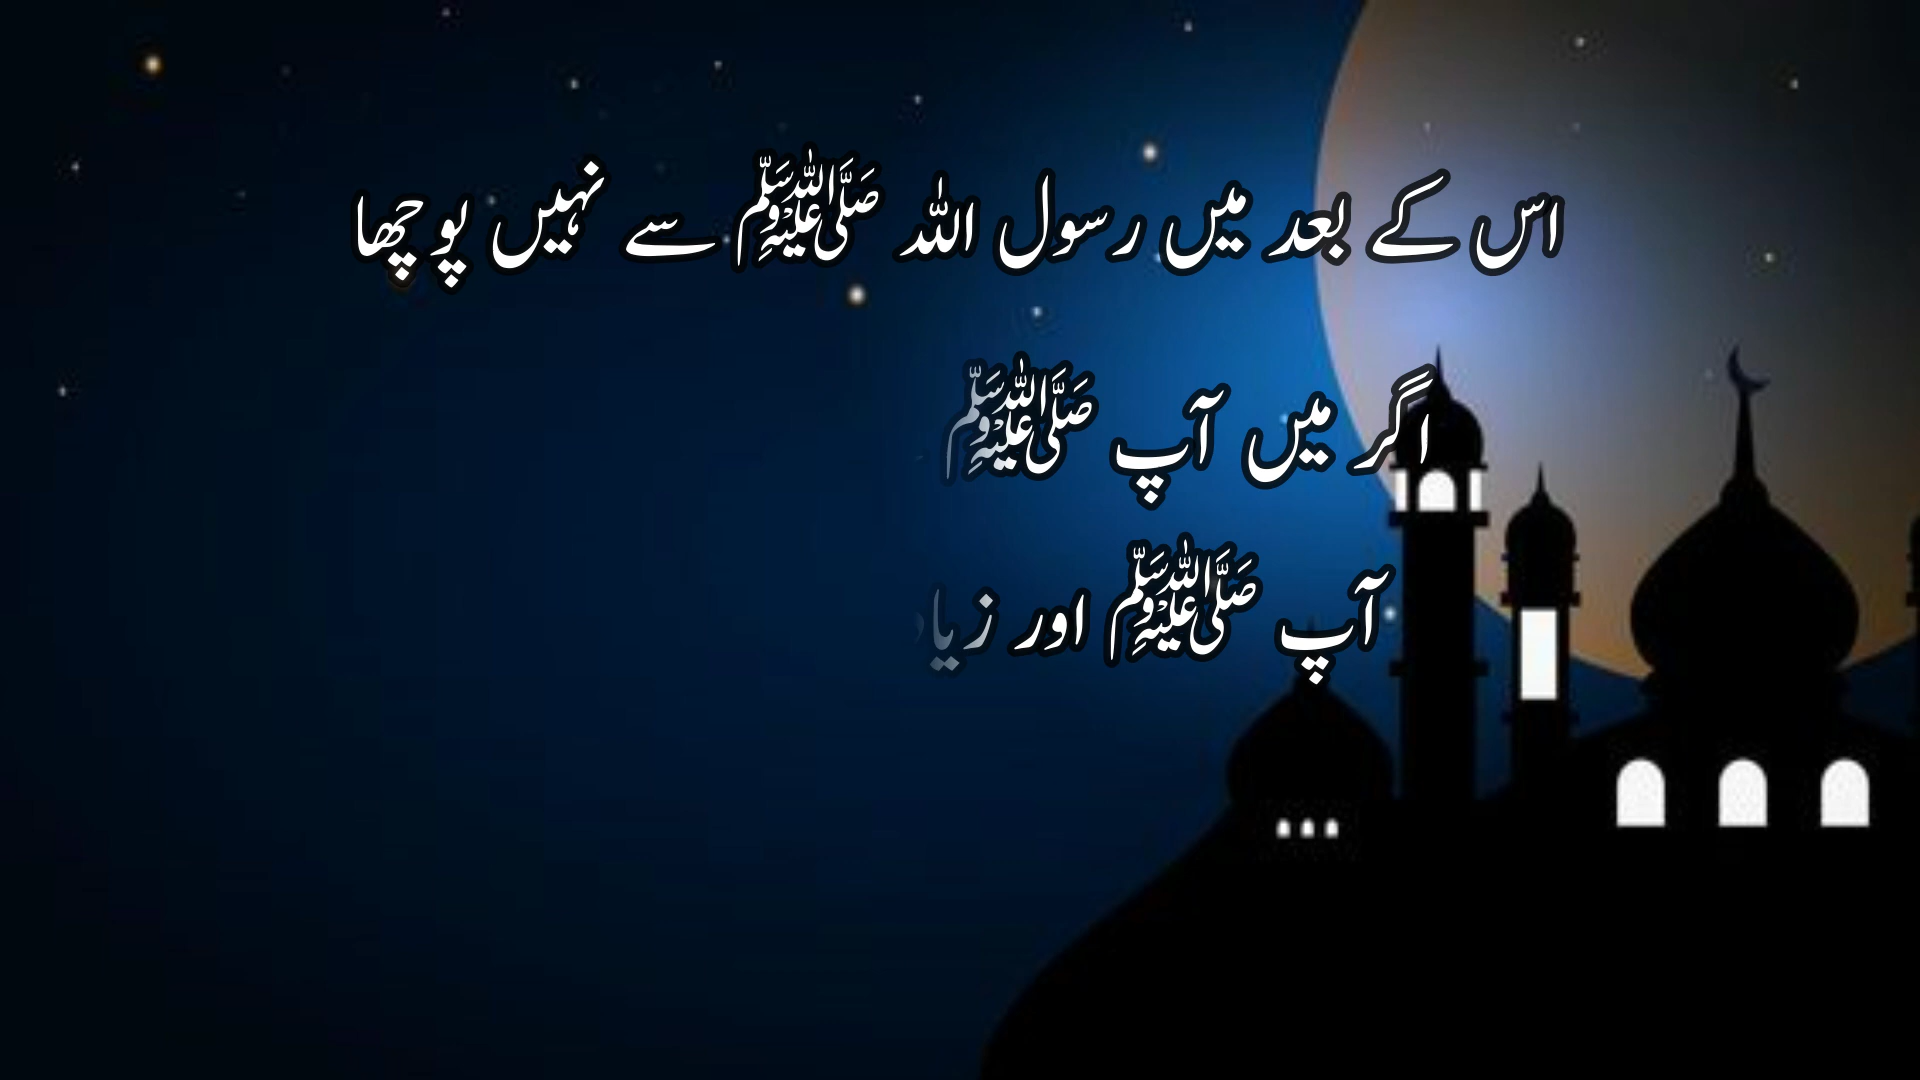 اس کے بعد میں رسول اللہ ﷺ سے نہیں پوچھا
اگر میں آپ ﷺ
آپ ﷺ اور